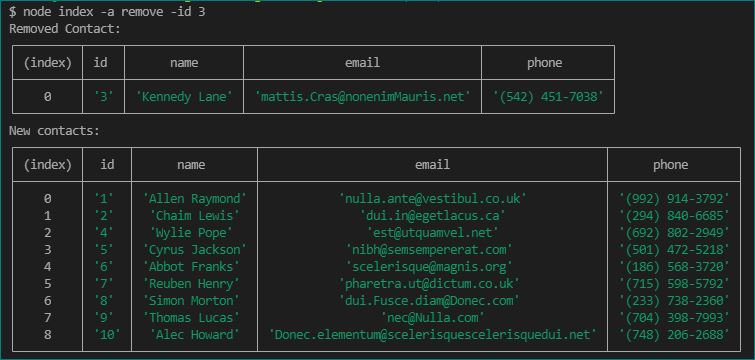 $ node index -a remove -id 3
Removed Contact:
(index) id name email phone
0 '3' 'Kennedy Lane' 'mattis.Cras@nonenimMauris.net' '(542) 451-7038'
New contacts:
(index) id name email phone
0 '1' 'Allen Raymond' 'nulla.ante@vestibul.co.uk' '(992) 914-3792'
1 '2' 'Chaim Lewis' 'dui.in@egetlacus.ca' '(294) 840-6685'
2 '4' 'Wylie Pope' 'est@utquamvel.net' '(692) 802-2949'
3 '5' 'Cyrus Jackson' 'nibh@semsempererat.com' '(501) 472-5218'
4 '6' 'Abbot Franks' 'scelerisque@magnis.org' '(186) 568-3720'
5 '7' 'Reuben Henry' 'pharetra.ut@dictum.co.uk' '(715) 598-5792'
6 '8' 'Simon Morton' 'dui.Fusce.diam@Donec.com' '(233) 738-2360'
7 '9' 'Thomas Lucas' 'nec@Nulla.com' '(704) 398-7993'
8 '10' 'Alec Howard' 'Donec.elementum@scelerisquescelerisquedui.net' '(748) 206-2688'